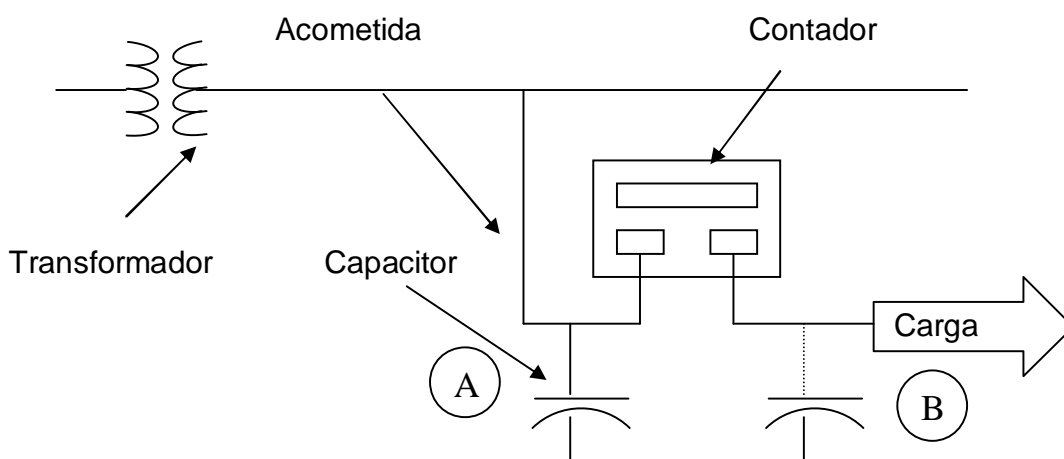 Acometida
Contador
Transformador
Capacitor
Carga
A
B